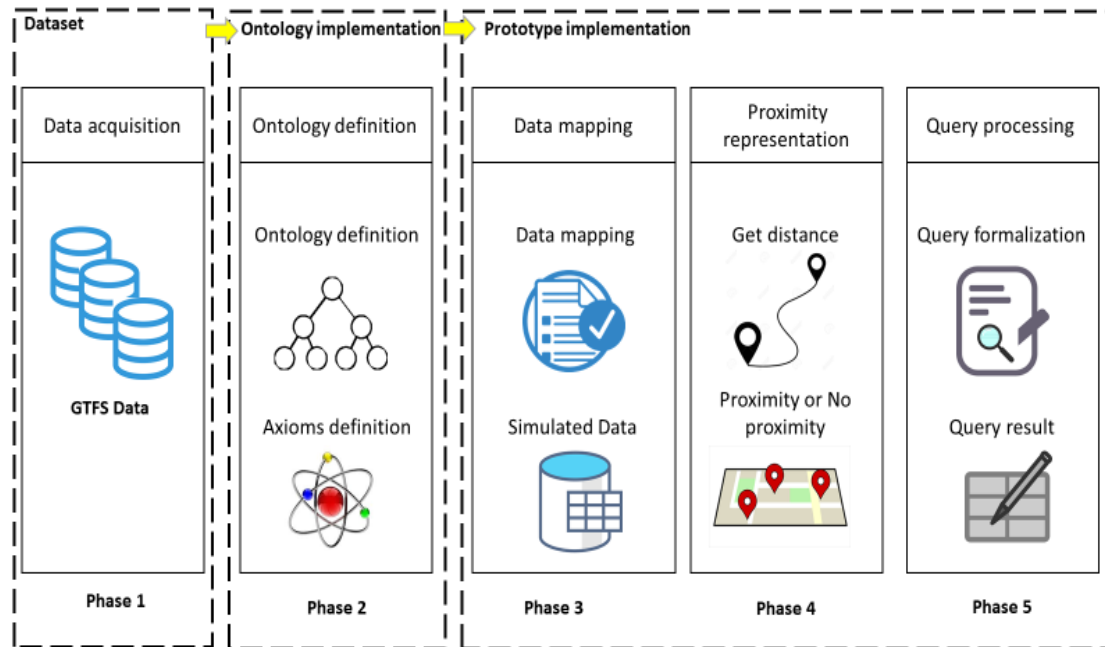 Dataset
Ontology implementation
Prototype implementation
Data acquisition
GTFS Data
Phase 1
Ontology definition
Ontology definition
Axioms definition
Phase 2
Data mapping
Data mapping
Simulated Data
Phase 3
Proximity
representation
Get distance
Proximity or No
proximity
Phase 4
Query processing
Query formalization
Query result
Phase 5